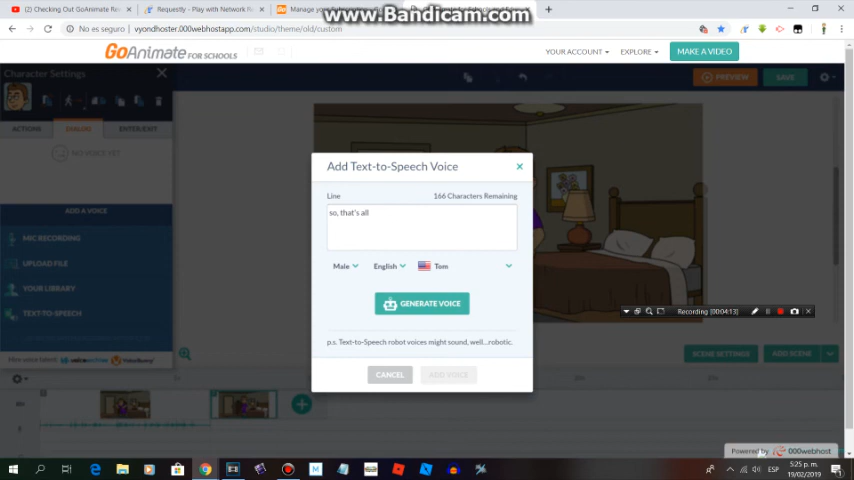 www.Bandicam.com
(2) Checking Out GoAnimate Re
Requestly - Play with Network R
Manage your
No es seguro | vyondhoster.000webhostapp.com/studio/theme/old/custom
GoAnimate FOR SCHOOLS
YOUR ACCOUNT
EXPLORE
MAKE A VIDEO
Character Settings
PREVIEW
SAVE
ACTIONS
DIALOG
ENTER/EXIT
NO VOICE YET
ADD A VOICE
MIC RECORDING
UPLOAD FILE
YOUR LIBRARY
TEXT-TO-SPEECH
Add Text-to-Speech Voice
Line
166 Characters Remaining
so, that's all
Male
English
Tom
GENERATE VOICE
p.s. Text-to-Speech robot voices might sound, well...robotic.
CANCEL
ADD VOICE
Recording [00:04:13]
SCENE SETTINGS
ADD SCENE
Powered by 000webhost
ESP
5:25 p. m.
19/02/2019